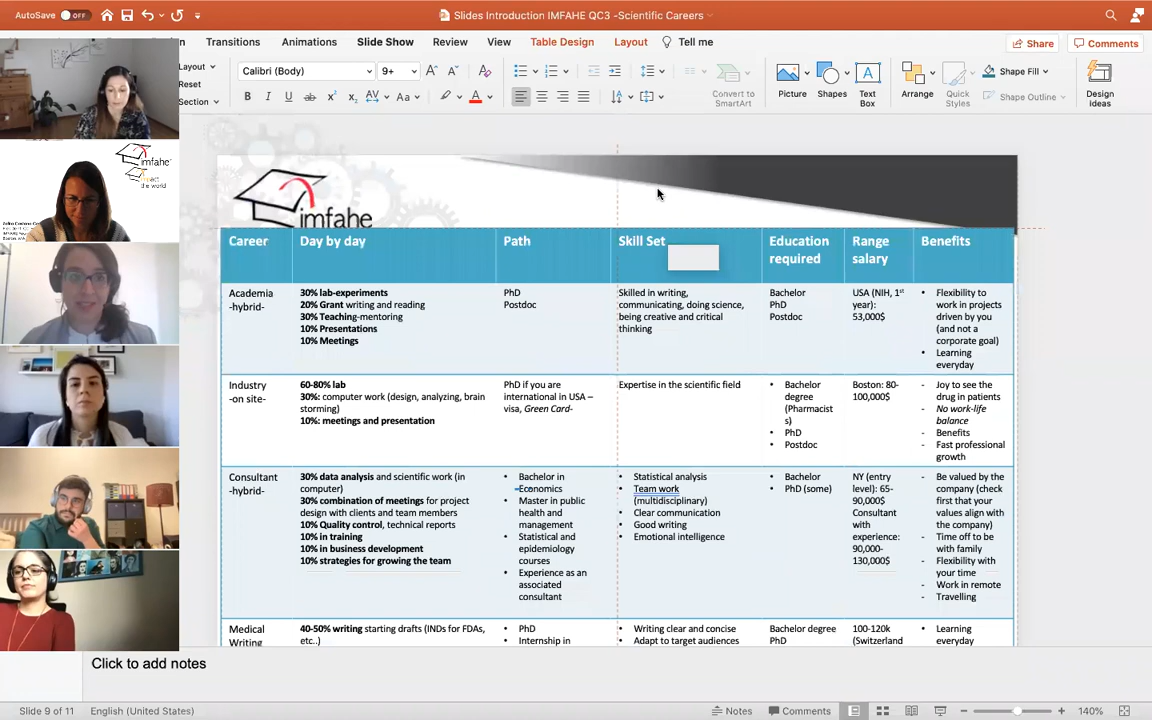 AutoSave OFF
Slides Introduction IMFAHE QC3 -Scientific Careers
Transitions Animations Slide Show Review View Table Design Layout Tell me
Share Comments
Layout
Reset
Section
Calibri (Body) 9+
B I U ab x² x₂ AV Aa A
Convert to
SmartArt
Picture Shapes Text
Box
Arrange Quick
Styles
Shape Fill
Shape Outline
Design
Ideas
imfahe
imfahe
the world
Career Day by day Path Skill Set Education
required Range
salary Benefits
Academia
-hybrid-
30% lab-experiments
20% Grant writing and reading
30% Teaching-mentoring
10% Presentations
10% Meetings
PhD
Postdoc
Skilled in writing,
communicating, doing science,
being creative and critical
thinking
Bachelor
PhD
Postdoc
USA (NIH, 1st
year):
53,000$
• Flexibility to
work in projects
driven by you
(and not a
corporate goal)
• Learning
everyday
Industry
-on site-
60-80% lab
30%: computer work (design, analyzing, brain
storming)
10%: meetings and presentation
PhD if you are
international in USA –
visa, Green Card-
Expertise in the scientific field
• Bachelor
degree
(Pharmacist
s)
• PhD
• Postdoc
Boston: 80-
100,000$
- Joy to see the
drug in patients
- No work-life
balance
- Benefits
- Fast professional
growth
Consultant
-hybrid-
30% data analysis and scientific work (in
computer)
30% combination of meetings for project
design with clients and team members
10% Quality control, technical reports
10% in training
10% in business development
10% strategies for growing the team
• Bachelor in
Economics
• Master in public
health and
management
• Statistical and
epidemiology
courses
• Experience as an
associated
consultant
• Statistical analysis
• Team work
(multidisciplinary)
• Clear communication
• Good writing
• Emotional intelligence
• Bachelor
• PhD (some)
NY (entry
level): 65-
90,000$
Consultant
with
experience:
90,000-
130,000$
- Be valued by the
company (check
first that your
values align with
the company)
- Time off to be
with family
- Flexibility with
your time
- Work in remote
- Travelling
Medical
Writing
40-50% writing starting drafts (INDs for FDAs,
etc..)
• PhD
• Internship in
• Writing clear and concise
• Adapt to target audiences
Bachelor degree
PhD
100-120k
(Switzerland
• Learning
everyday
Click to add notes
Slide 9 of 11 English (United States) Notes Comments 140%